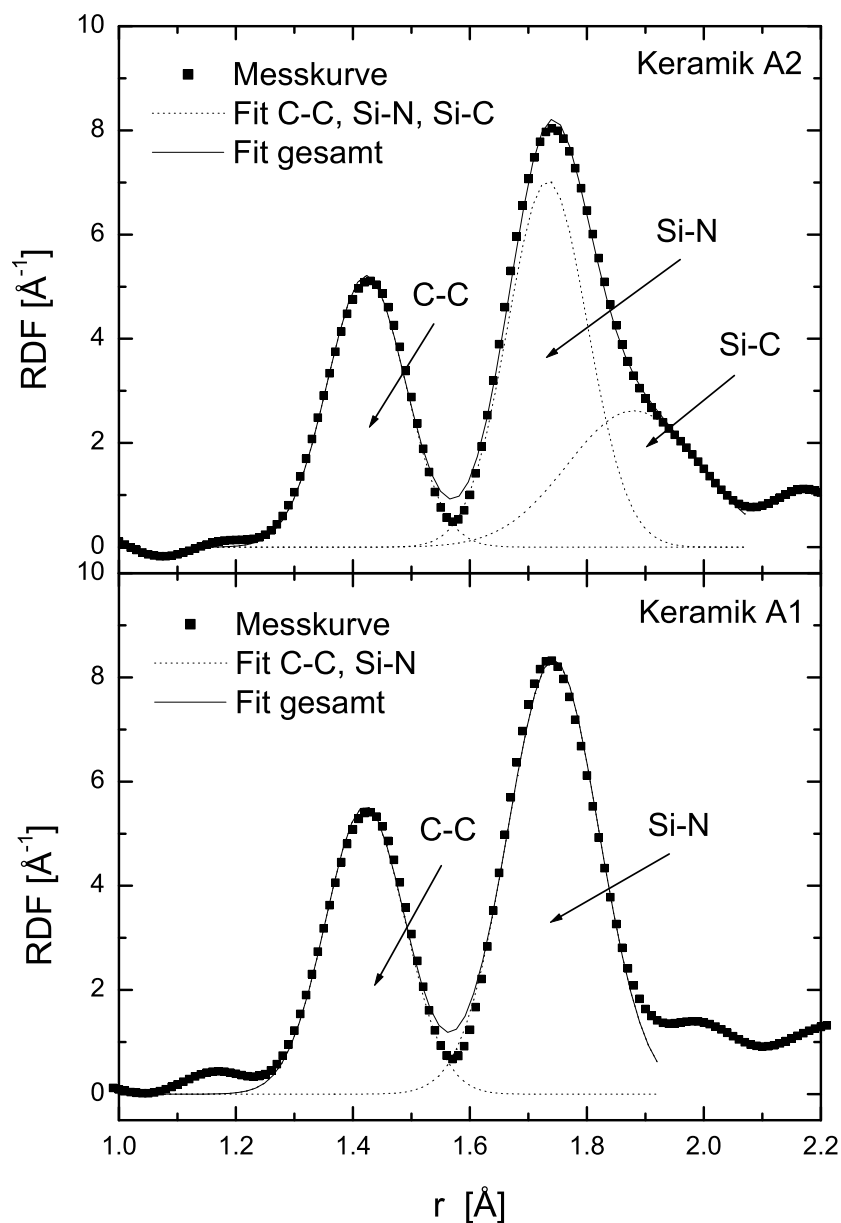 Keramik A2
Messkurve
Fit C-C, Si-N, Si-C
Fit gesamt
C-C
Si-N
Si-C
RDF [Å⁻¹]
10
8
6
4
2
0
Keramik A1
Messkurve
Fit C-C, Si-N
Fit gesamt
C-C
Si-N
RDF [Å⁻¹]
10
8
6
4
2
0
1.0 1.2 1.4 1.6 1.8 2.0 2.2
r [Å]